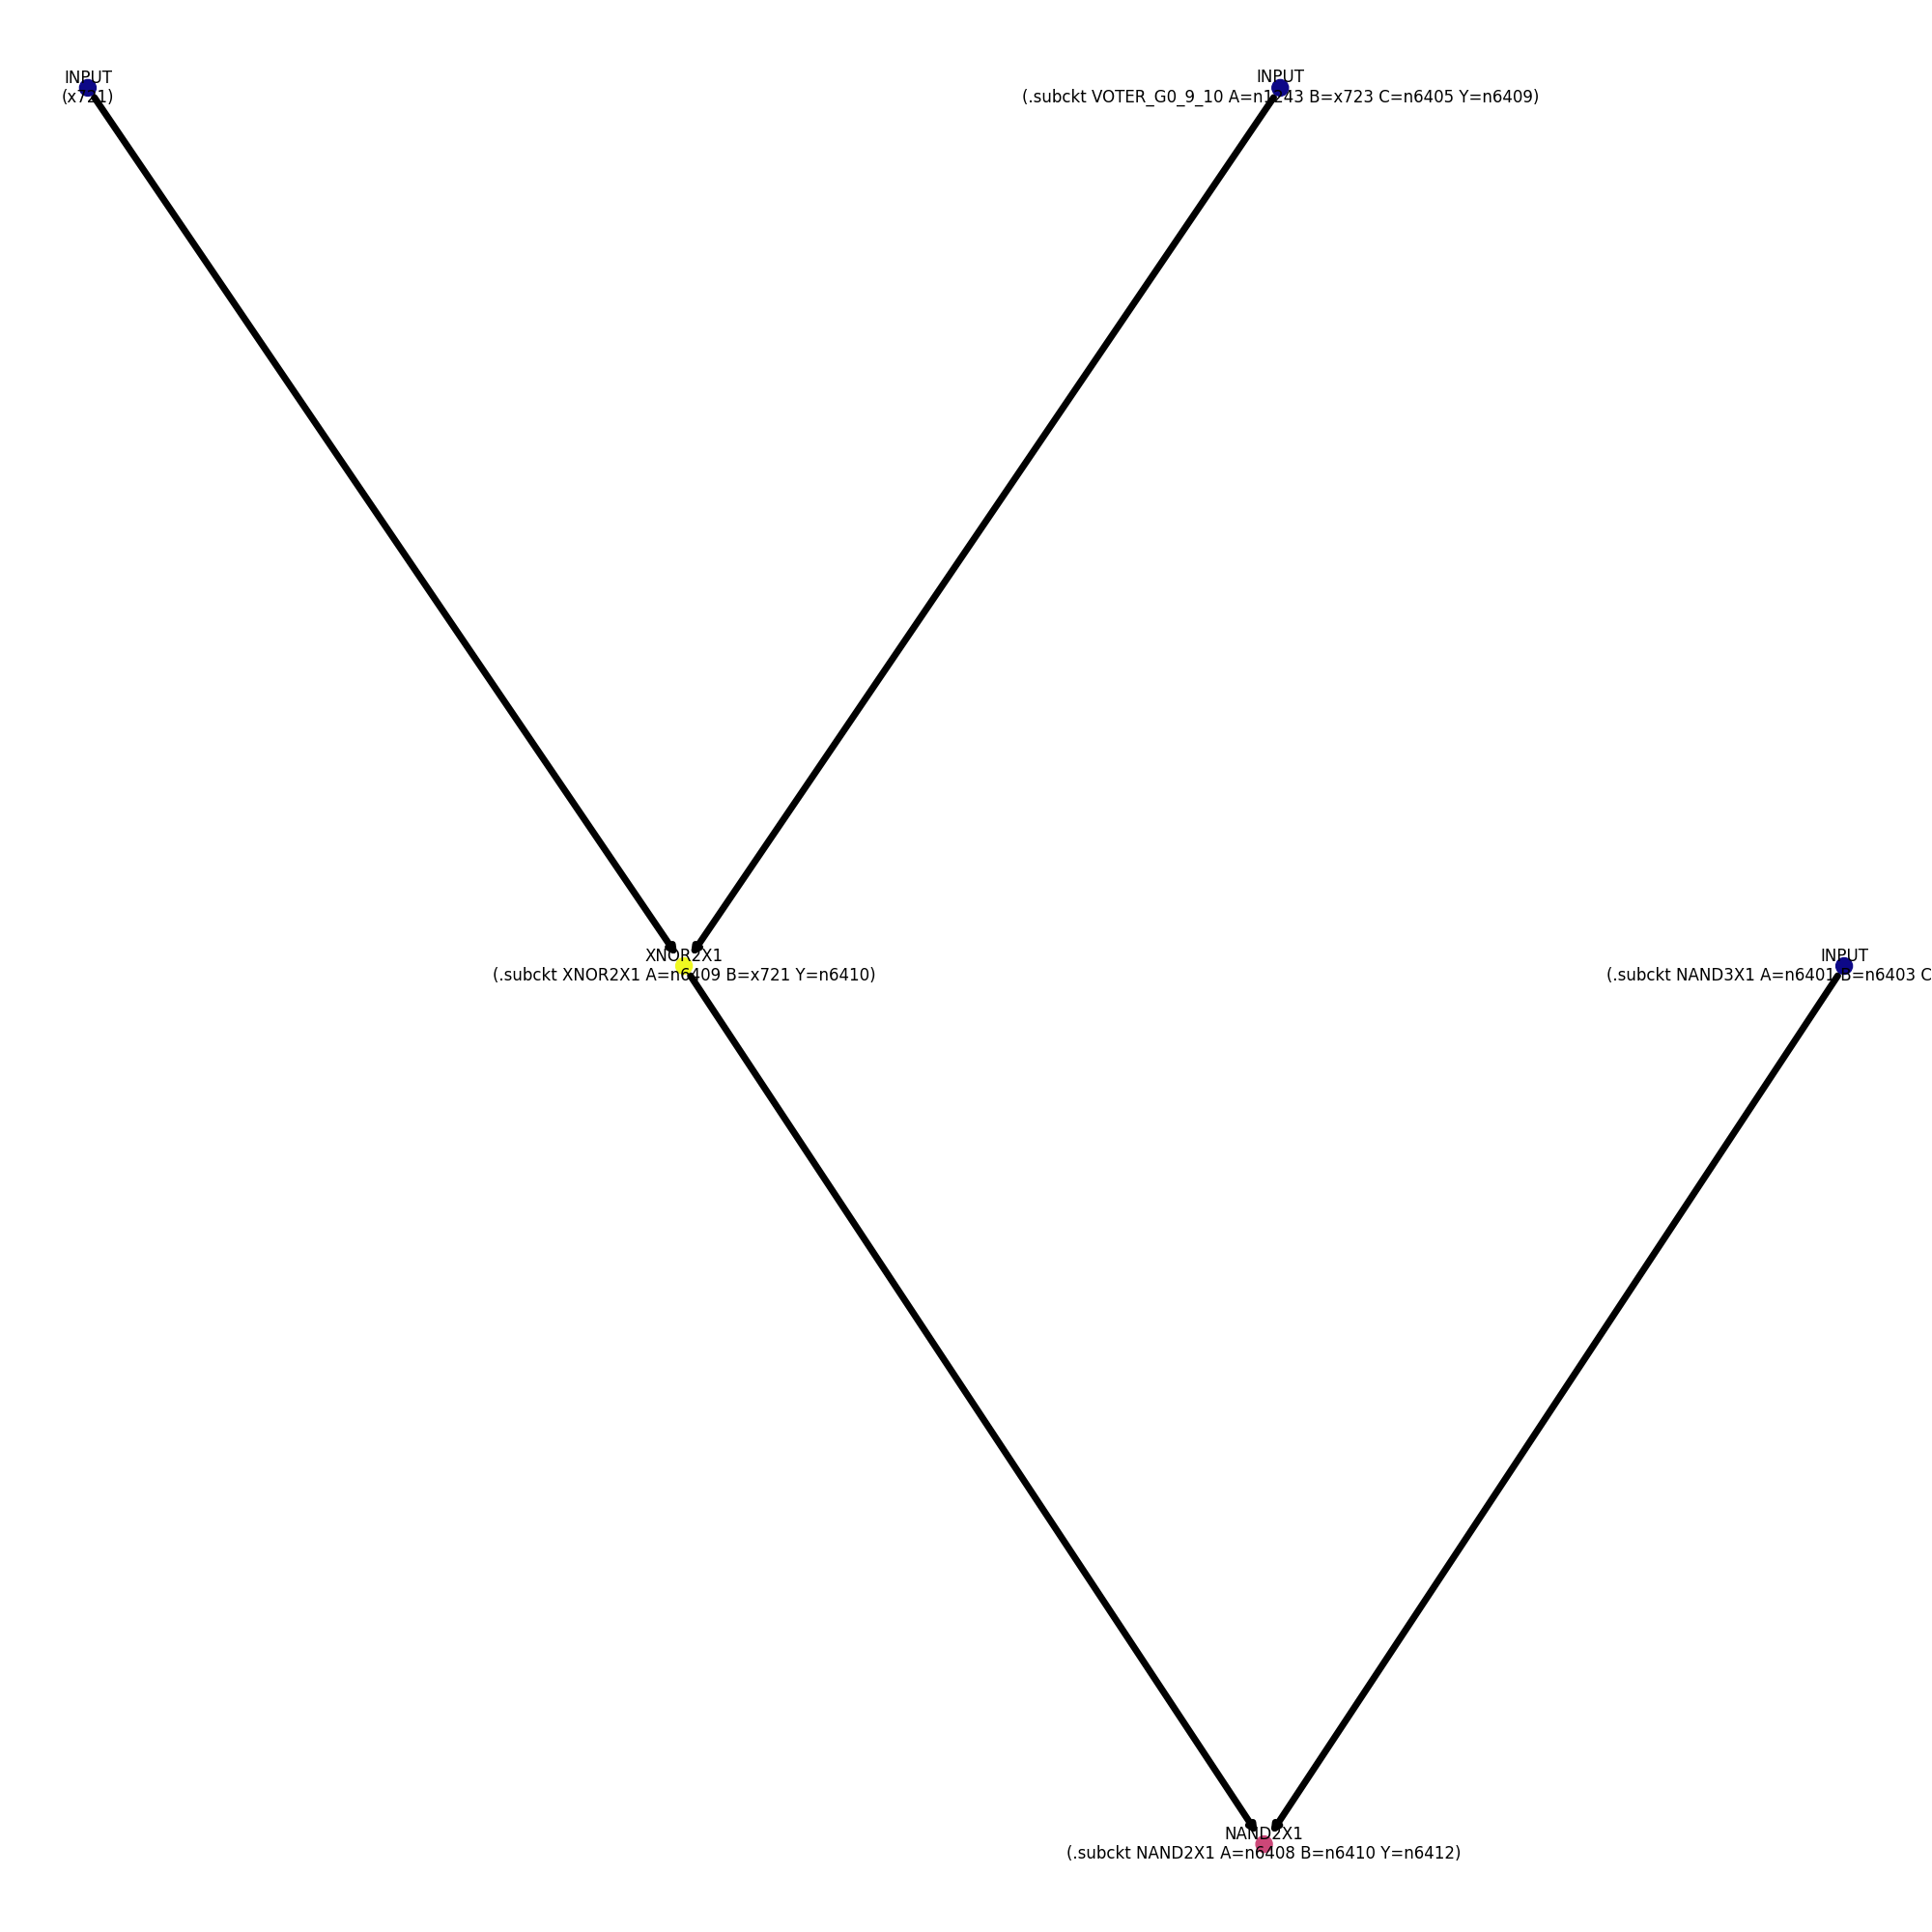 INPUT
(x721)
INPUT
(.subckt VOTER_G0_9_10 A=n1243 B=x723 C=n6405 Y=n6409)
XNOR2X1
(.subckt XNOR2X1 A=n6409 B=x721 Y=n6410)
INPUT
(.subckt NAND3X1 A=n6401 B=n6403 C
NAND2X1
(.subckt NAND2X1 A=n6408 B=n6410 Y=n6412)